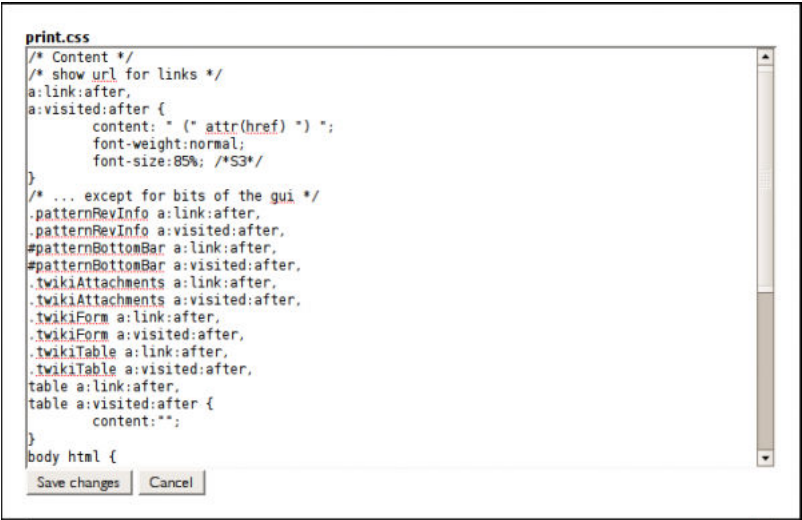 print.css
/* Content */
/* show url for links */
a:link:after,
a:visited:after {
        content: " (" attr(href) ") ";
        font-weight:normal;
        font-size:85%; /*S3*/
}
/* ... except for bits of the gui */
.patternRevInfo a:link:after,
.patternRevInfo a:visited:after,
#patternBottomBar a:link:after,
#patternBottomBar a:visited:after,
.twikiAttachments a:link:after,
.twikiAttachments a:visited:after,
.twikiForm a:link:after,
.twikiForm a:visited:after,
.twikiTable a:link:after,
.twikiTable a:visited:after,
table a:link:after,
table a:visited:after {
        content:"";
}
body html {
Save changes Cancel